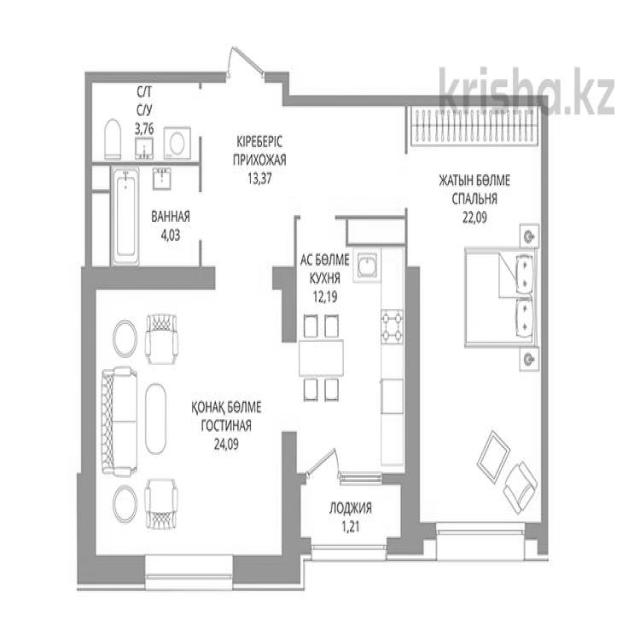 krisha.kz
С/Т
С/У
3,76
КІРЕБЕРІС
ПРИХОЖАЯ
13,37
ЖАТЫН БӨЛМЕ
СПАЛЬНЯ
22,09
ВАННАЯ
4,03
АС БӨЛМЕ
КУХНЯ
12,19
ҚОНАҚ БӨЛМЕ
ГОСТИНАЯ
24,09
ЛОДЖИЯ
1,21